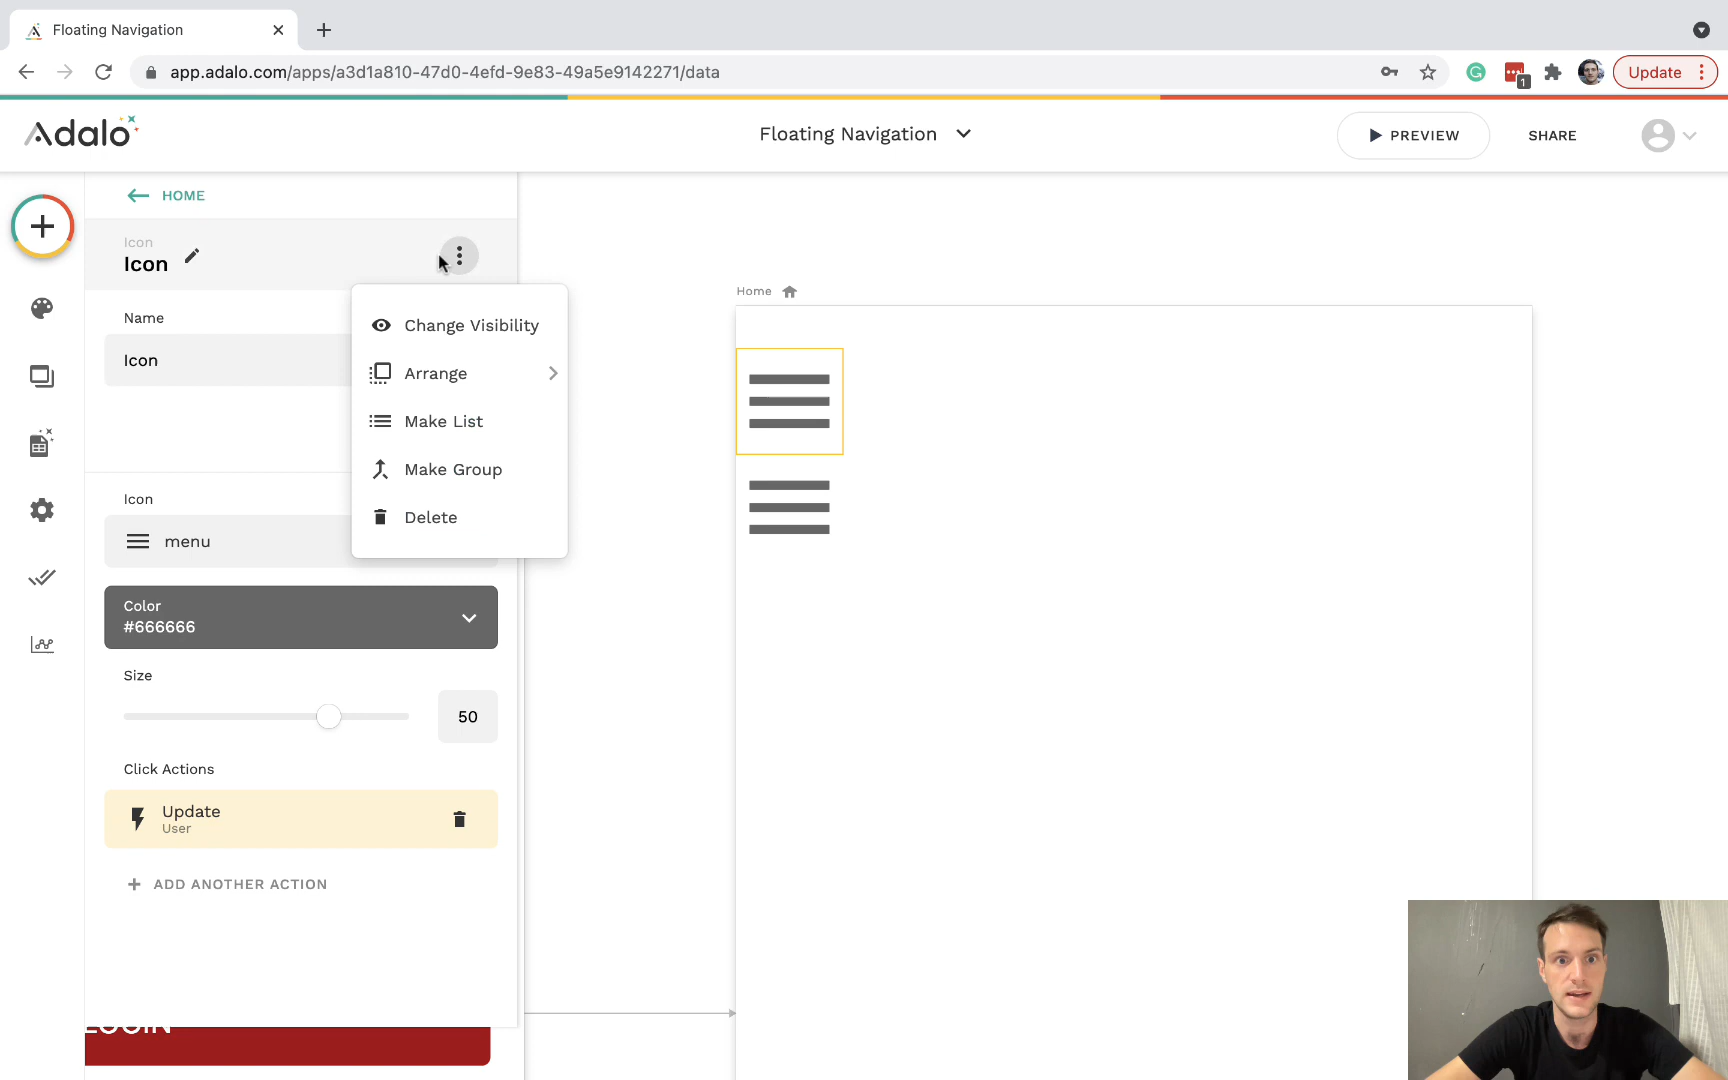 Floating Navigation
app.adalo.com/apps/a3d1a810-47d0-4efd-9e83-49a5e9142271/data
1
Update
Adalo
Floating Navigation
PREVIEW
SHARE
HOME
Icon
Icon
Name
Icon
Change Visibility
Arrange
Make List
Make Group
Delete
Icon
menu
Color
#666666
Size
50
Click Actions
Update
User
ADD ANOTHER ACTION
LOGIN
Home